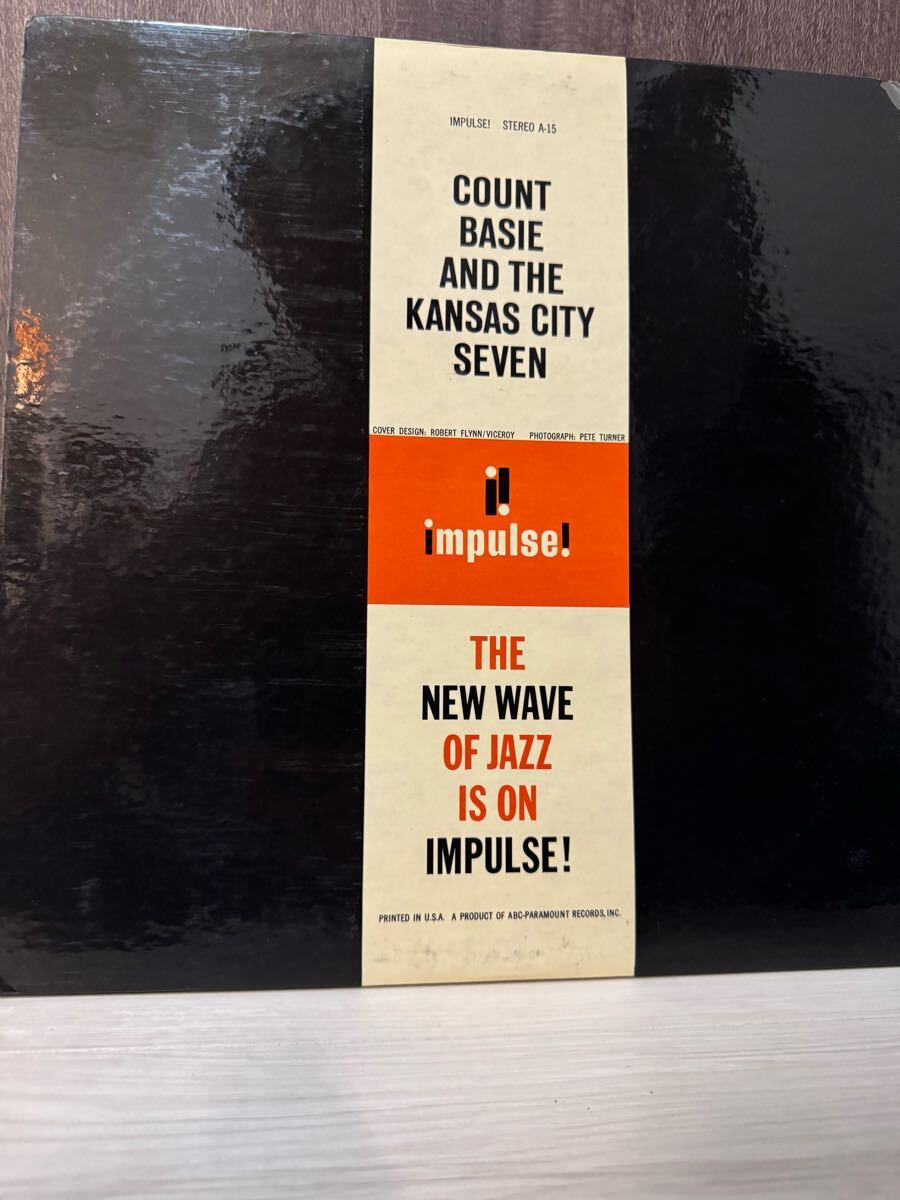 IMPULSE! STEREO A-15
COUNT
BASIE
AND THE
KANSAS CITY
SEVEN
COVER DESIGN: ROBERT FLYNN/VICEROY PHOTOGRAPH: PETE TURNER
i!
impulse!
THE
NEW WAVE
OF JAZZ
IS ON
IMPULSE!
PRINTED IN U.S.A. A PRODUCT OF ABC-PARAMOUNT RECORDS, INC.